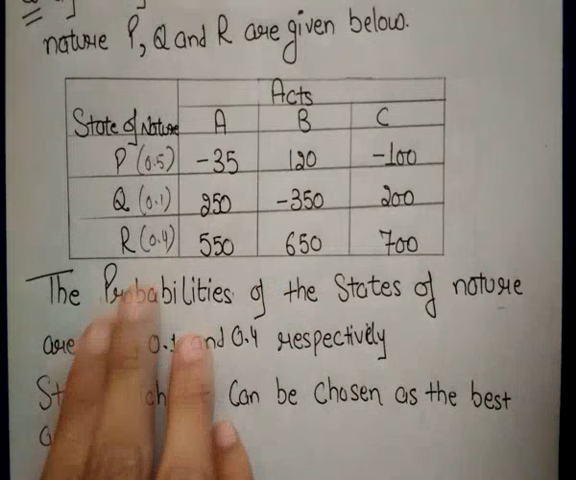 nature P, Q and R are given below.
Acts
State of Nature A B C
P (0.5) -35 120 -100
Q (0.1) 250 -350 200
R (0.4) 550 650 700
The Probabilities of the States of nature
are 0.1 and 0.4 respectively
can be chosen as the best